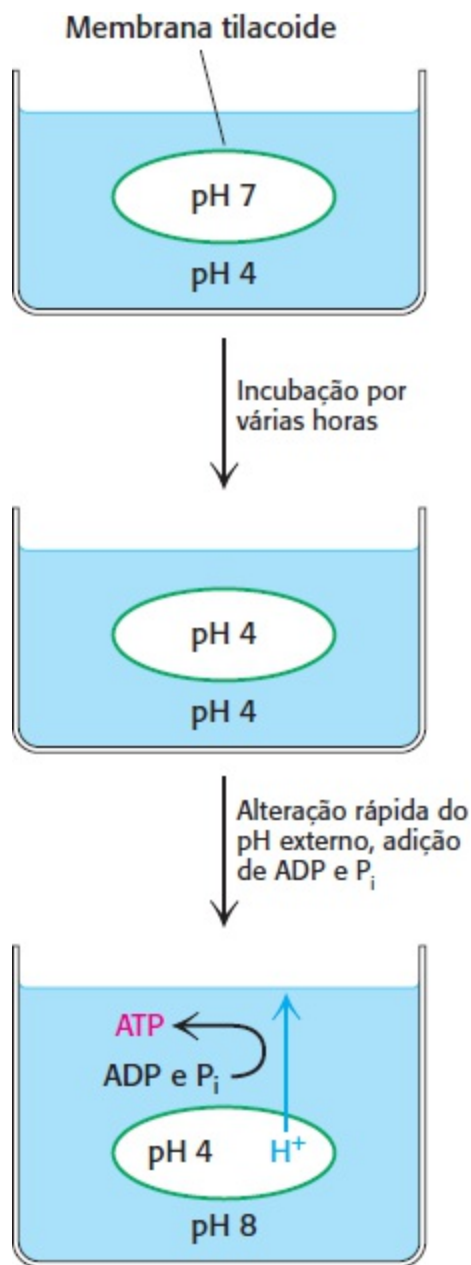 Membrana tilacoide
pH 7
pH 4
Incubação por
várias horas
pH 4
pH 4
Alteração rápida do
pH externo, adição
de ADP e Pᵢ
ATP
ADP e Pᵢ
pH 4 H⁺
pH 8